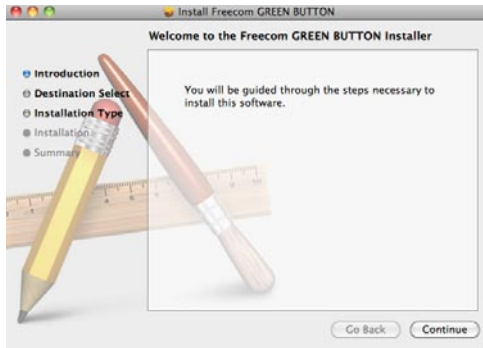 Install Freecom GREEN BUTTON
Welcome to the Freecom GREEN BUTTON Installer
Introduction
Destination Select
Installation Type
Installation
Summary
You will be guided through the steps necessary to
install this software.
Go Back
Continue